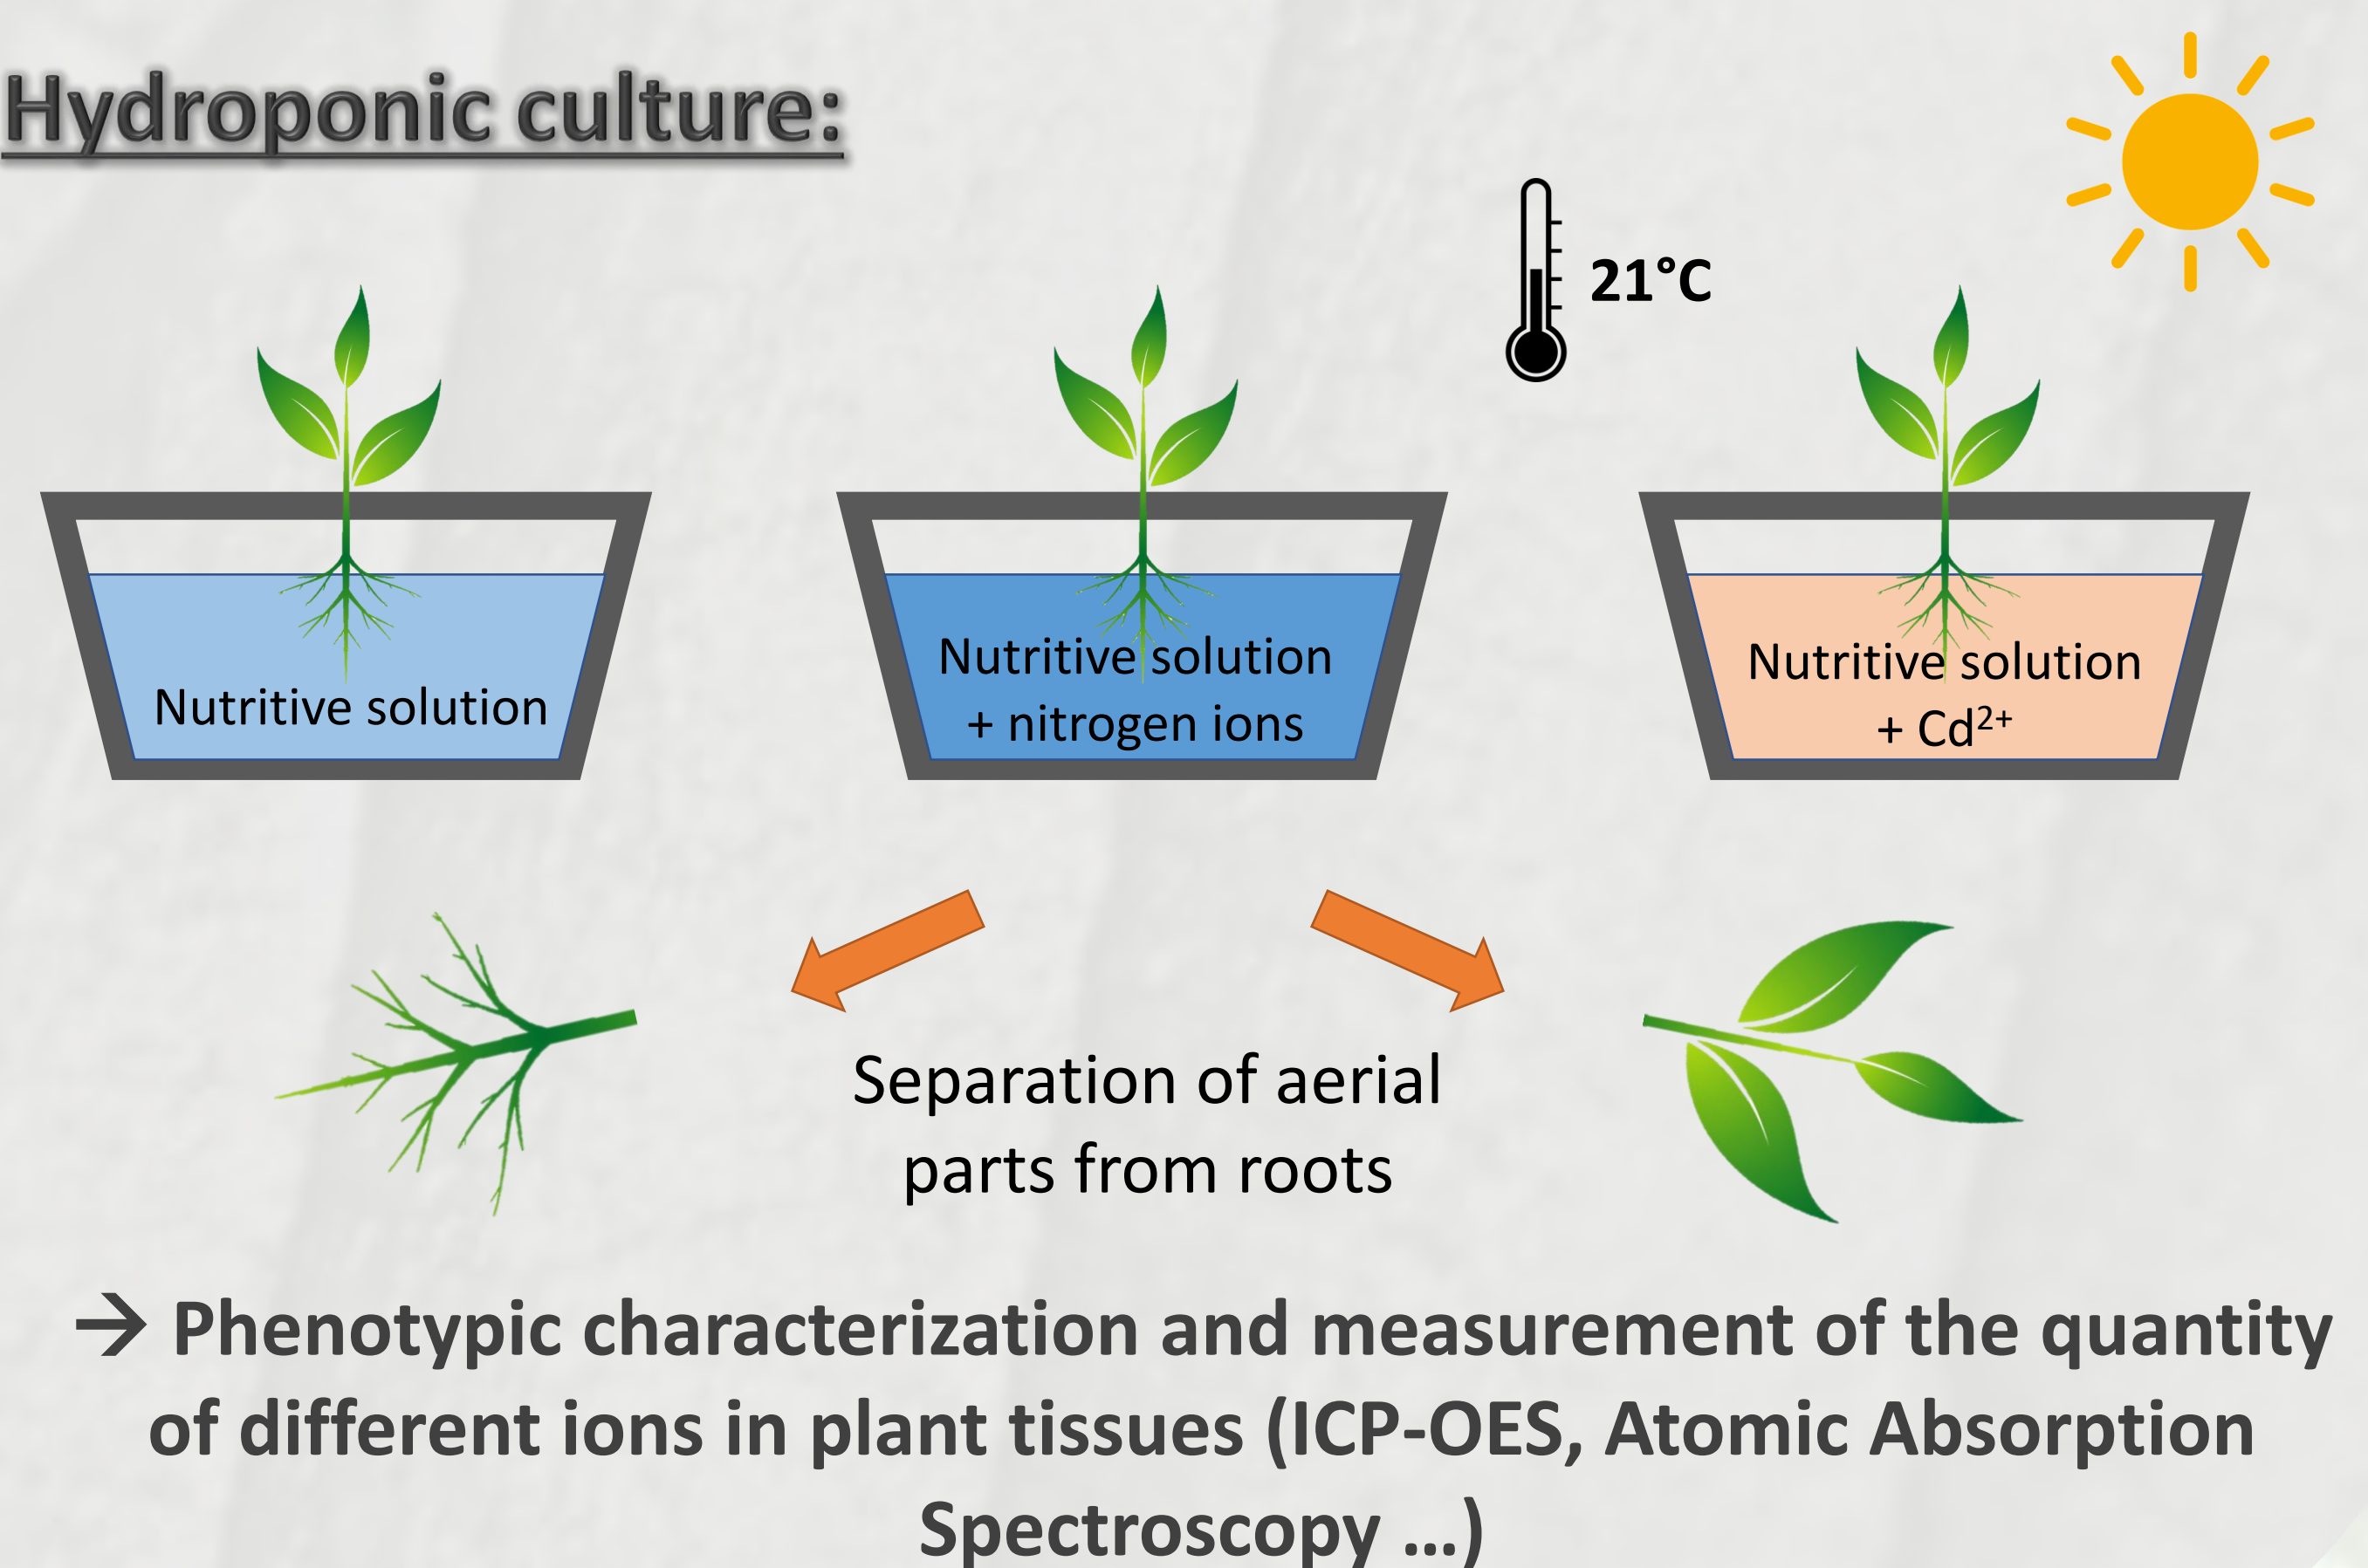 Hydroponic culture:
21°C
Nutritive solution
Nutritive solution
+ nitrogen ions
Nutritive solution
+ Cd²⁺
Separation of aerial
parts from roots
→ Phenotypic characterization and measurement of the quantity
of different ions in plant tissues (ICP-OES, Atomic Absorption
Spectroscopy ...)